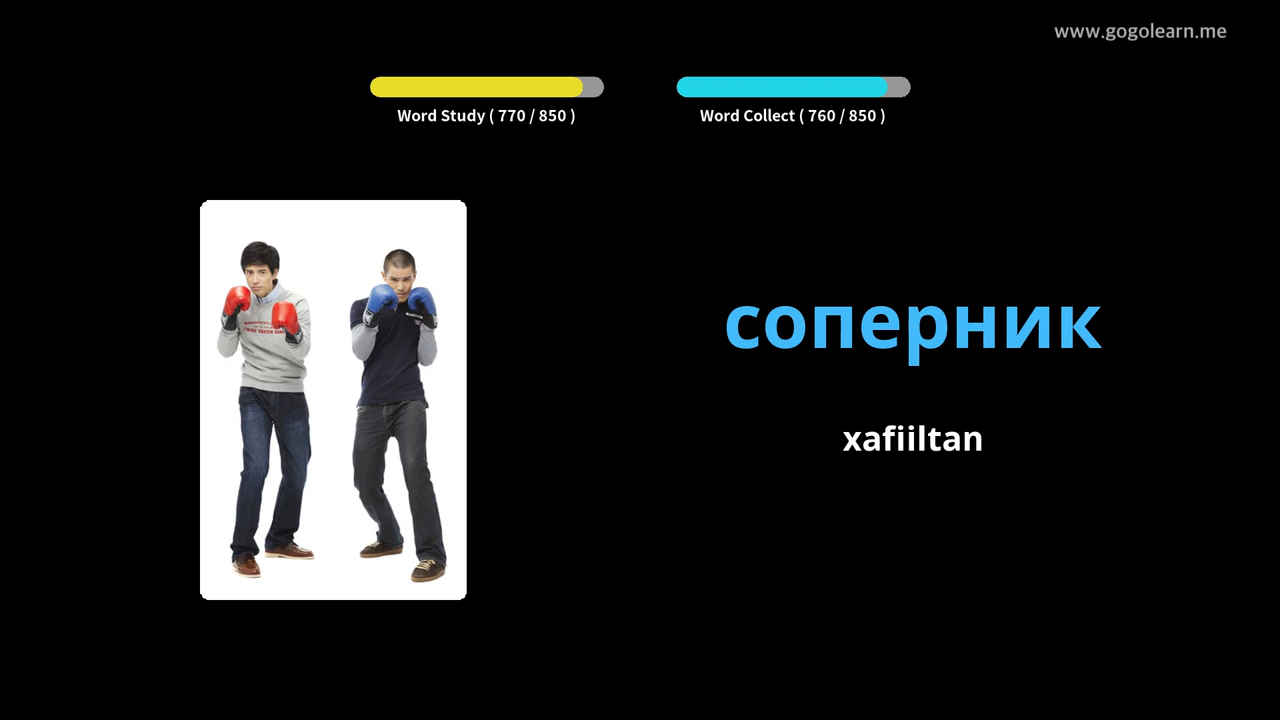 www.gogolearn.me
Word Study ( 770 / 850 )
Word Collect ( 760 / 850 )
соперник
xafiiltan